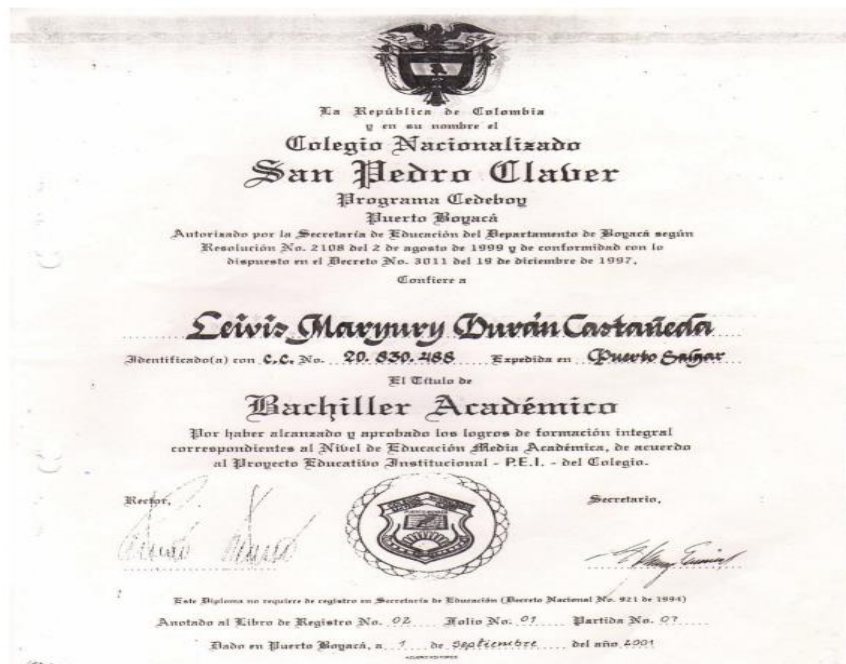 La República de Colombia
y en su nombre el
Colegio Nacionalizado
San Pedro Claver
Programa Cedeboy
Puerto Boyacá
Autorizado por la Secretaría de Educación del Departamento de Boyacá según
Resolución No. 2108 del 2 de agosto de 1999 y de conformidad con lo
dispuesto en el Decreto No. 3011 del 19 de diciembre de 1997,
Confiere a
Leivis Maryury Durán Castañeda
Identificado(a) con C.C. No. 20.830.488 Expedida en Puerto Salgar
El Título de
Bachiller Académico
Por haber alcanzado y aprobado los logros de formación integral
correspondientes al Nivel de Educación Media Académica, de acuerdo
al Proyecto Educativo Institucional - P.E.I. - del Colegio.
Rector, Secretario,
Este Diploma no requiere de registro en Secretaría de Educación (Decreto Nacional No. 921 de 1994)
Anotado al Libro de Registro No. 02 Folio No. 01 Partida No. 07
Dado en Puerto Boyacá, a 1 de Septiembre del año 2001